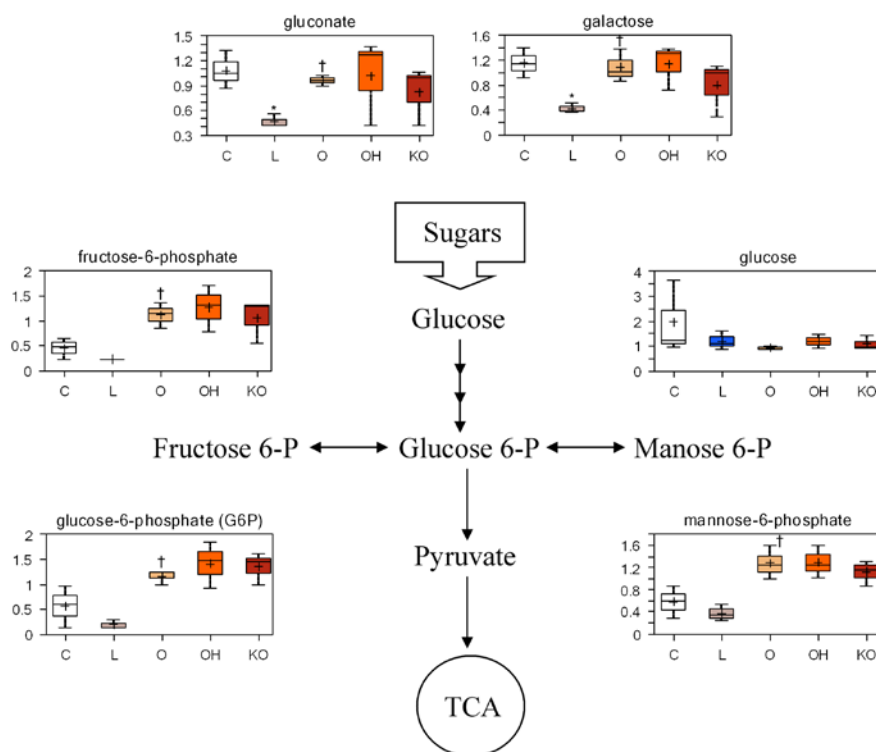 gluconate
1.5
1.2
0.9
0.6
0.3
†
*
C L O OH KO
galactose
1.6
1.2
0.8
0.4
0
†
*
C L O OH KO
Sugars
fructose-6-phosphate
2
1.5
1
0.5
0
†
C L O OH KO
Glucose
glucose
4
3
2
1
0
C L O OH KO
Fructose 6-P Glucose 6-P Manose 6-P
glucose-6-phosphate (G6P)
2
1.5
1
0.5
0
†
C L O OH KO
Pyruvate
mannose-6-phosphate
1.6
1.2
0.8
0.4
0
†
C L O OH KO
TCA